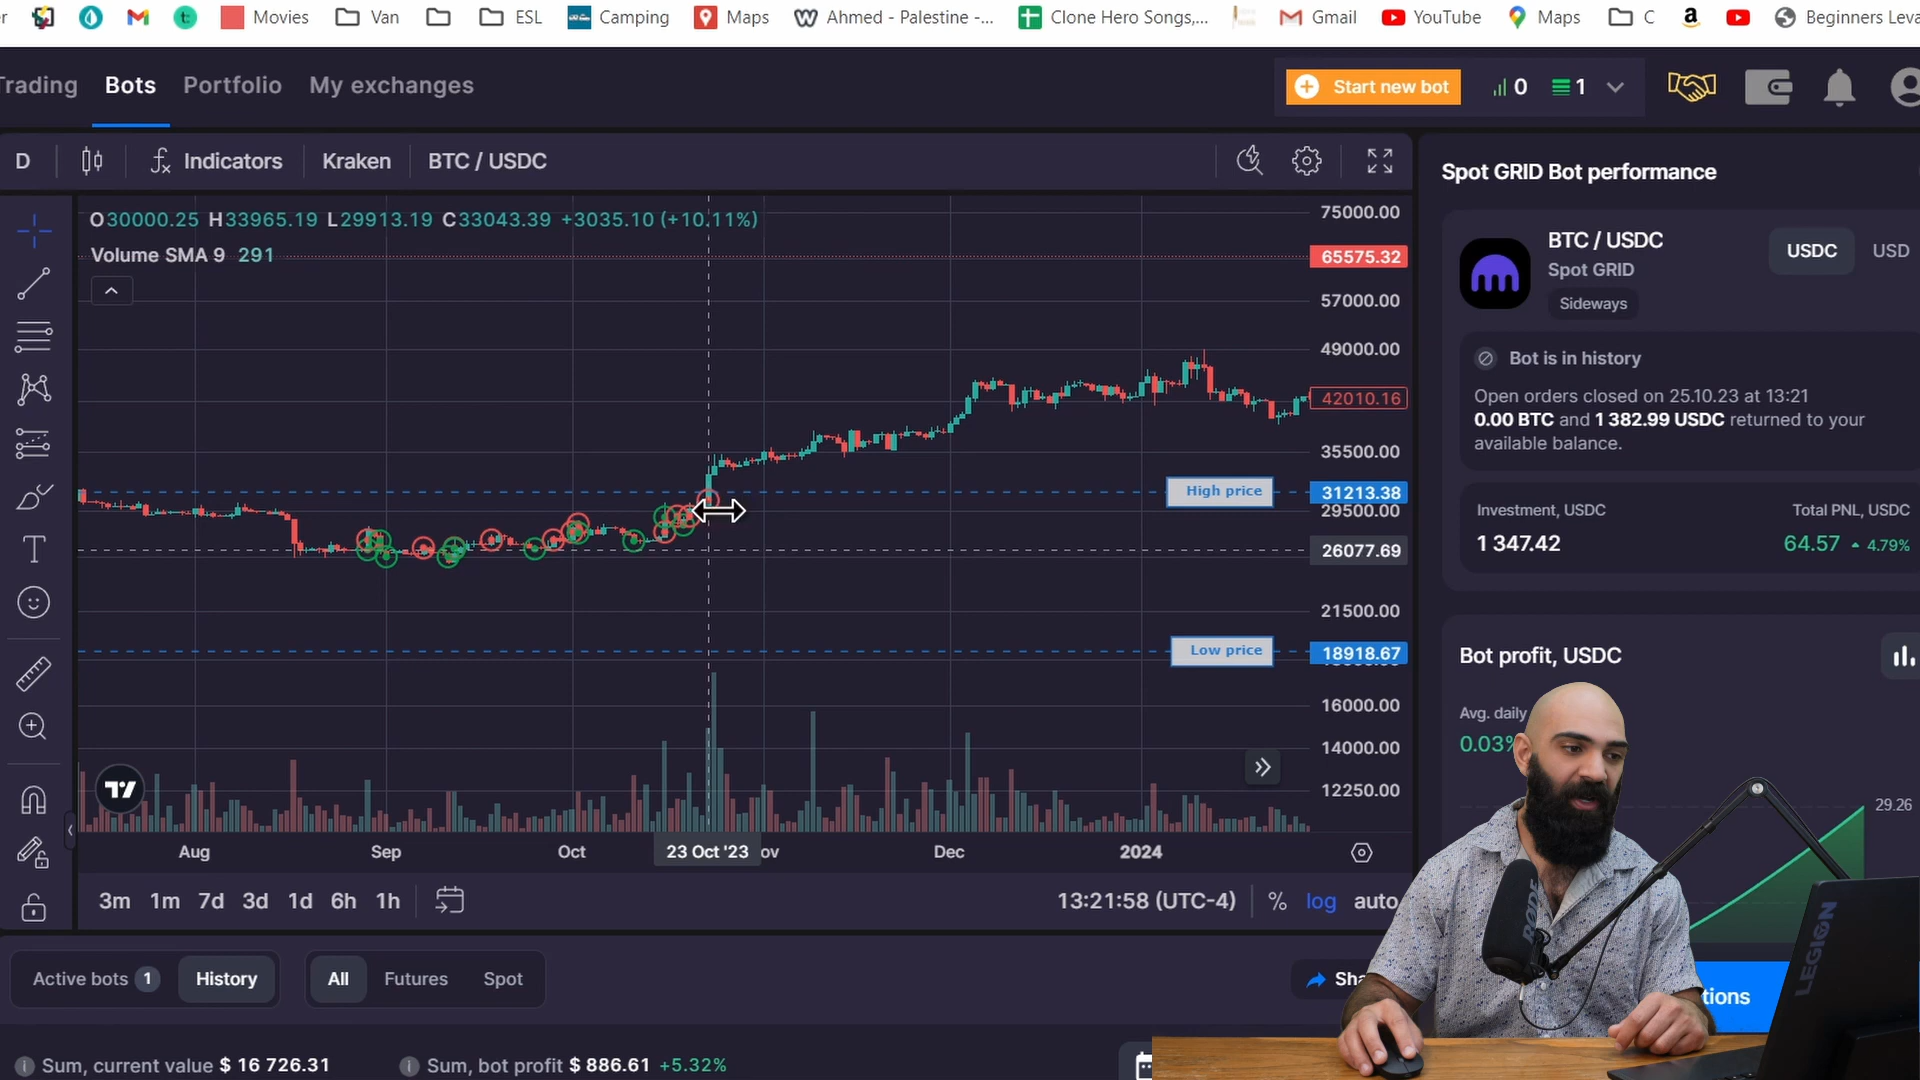 Movies Van ESL Camping Maps Ahmed - Palestine -... Clone Hero Songs,... Gmail YouTube Maps C Beginners Leva
Trading Bots Portfolio My exchanges
Start new bot 0 1
D Indicators Kraken BTC / USDC
O30000.25 H33965.19 L29913.19 C33043.39 +3035.10 (+10.11%)
Volume SMA 9 291
75000.00
65575.32
57000.00
49000.00
42010.16
35500.00
High price 31213.38
29500.00
26077.69
21500.00
Low price 18918.67
16000.00
14000.00
12250.00
Aug Sep Oct 23 Oct '23 ov Dec 2024
3m 1m 7d 3d 1d 6h 1h 13:21:58 (UTC-4) % log auto
Active bots 1 History All Futures Spot Sha
Sum, current value $ 16 726.31 Sum, bot profit $ 886.61 +5.32%
Spot GRID Bot performance
BTC / USDC
Spot GRID
Sideways
USDC USD
Bot is in history
Open orders closed on 25.10.23 at 13:21
0.00 BTC and 1 382.99 USDC returned to your
available balance.
Investment, USDC Total PNL, USDC
1 347.42 64.57 4.79%
Bot profit, USDC
Avg. daily
0.03%
29.26
tions
RØDE
LEGION